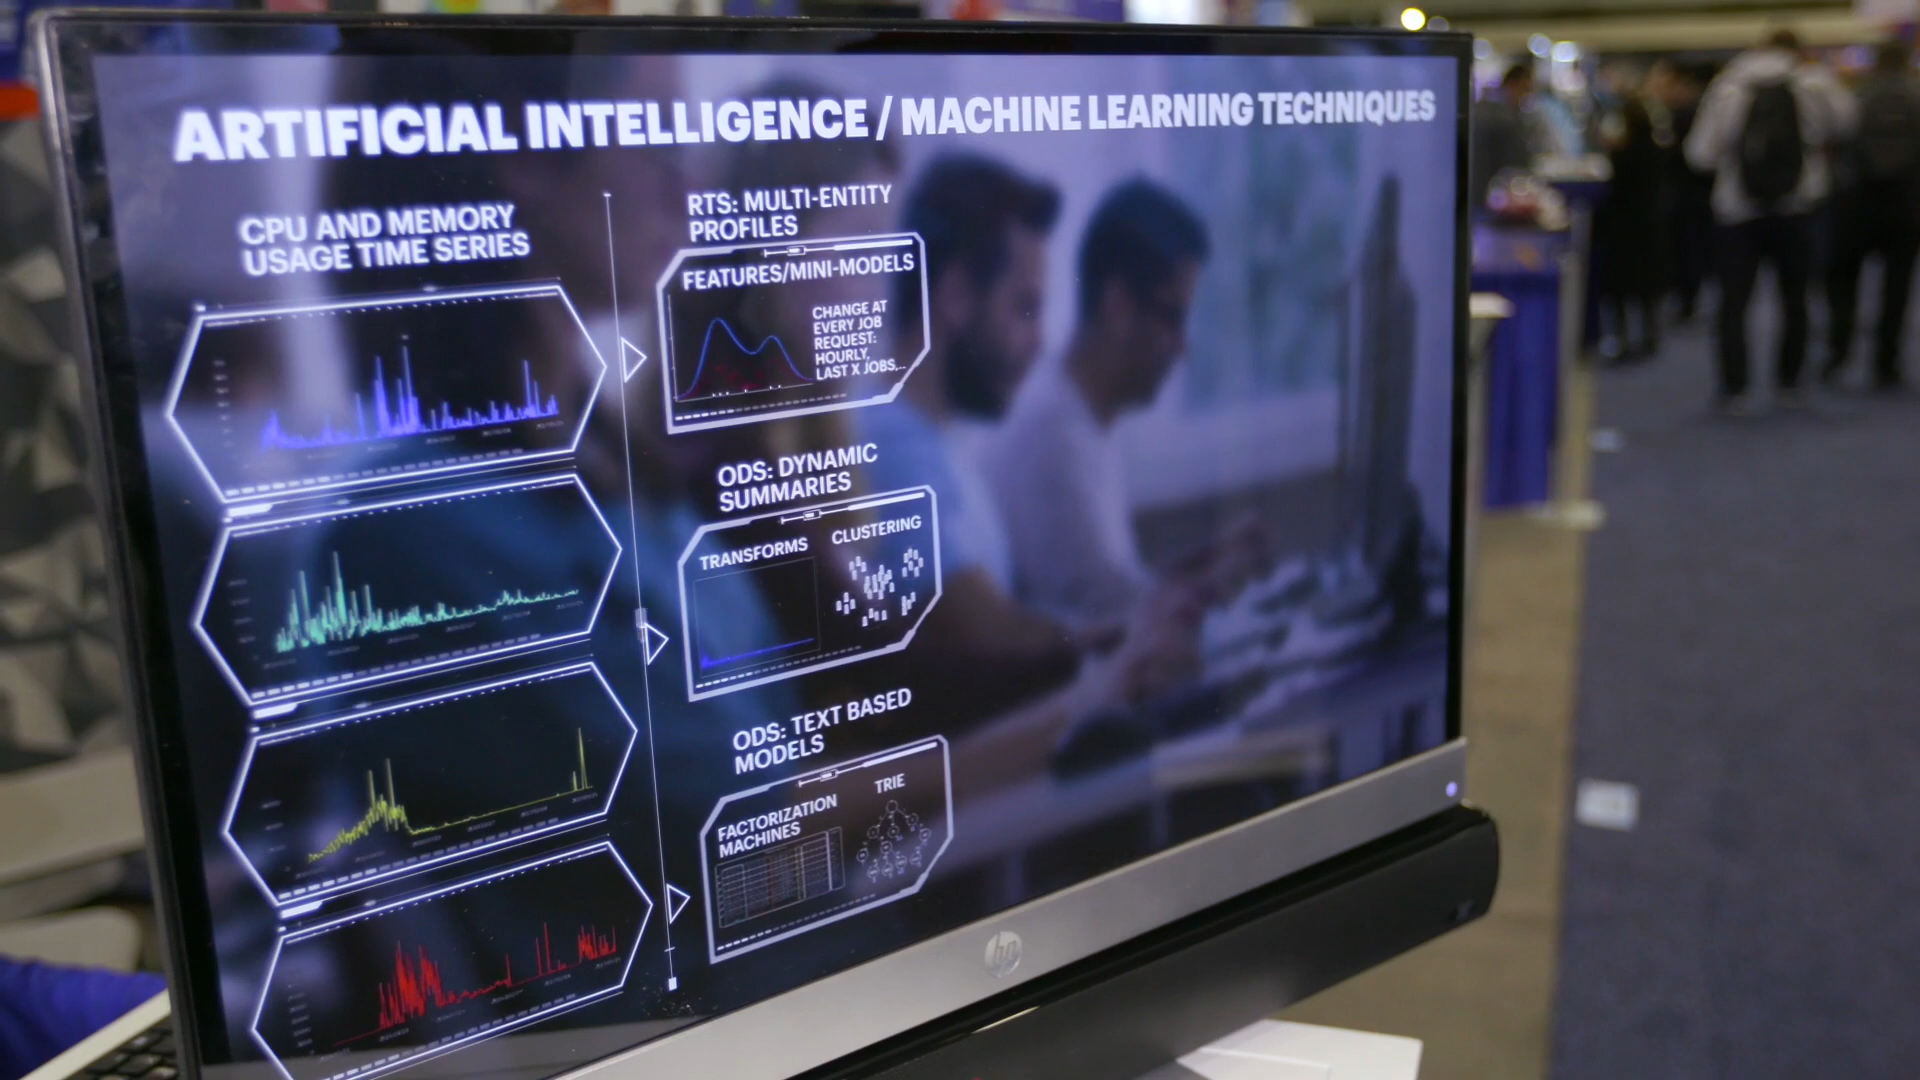 ARTIFICIAL INTELLIGENCE / MACHINE LEARNING TECHNIQUES
CPU AND MEMORY
USAGE TIME SERIES
RTS: MULTI-ENTITY
PROFILES
FEATURES/MINI-MODELS
CHANGE AT
EVERY JOB
REQUEST:
HOURLY,
LAST X JOBS,..
ODS: DYNAMIC
SUMMARIES
TRANSFORMS
CLUSTERING
ODS: TEXT BASED
MODELS
FACTORIZATION
MACHINES
TRIE
hp